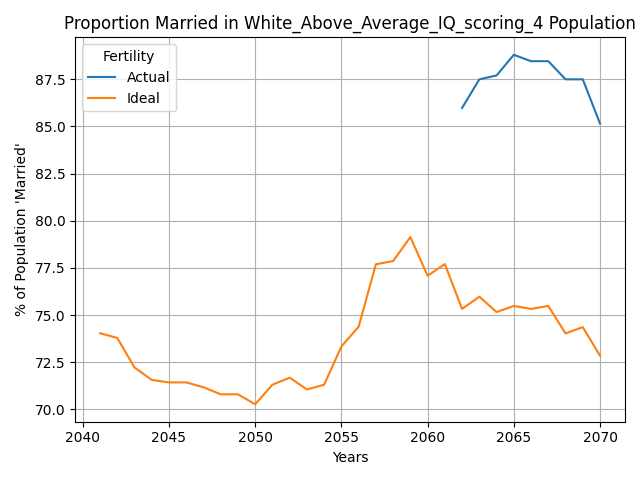 Proportion Married in White_Above_Average_IQ_scoring_4 Population
Fertility
Actual
Ideal
87.5
85.0
82.5
80.0
77.5
75.0
72.5
70.0
% of Population 'Married'
2040
2045
2050
2055
2060
2065
2070
Years